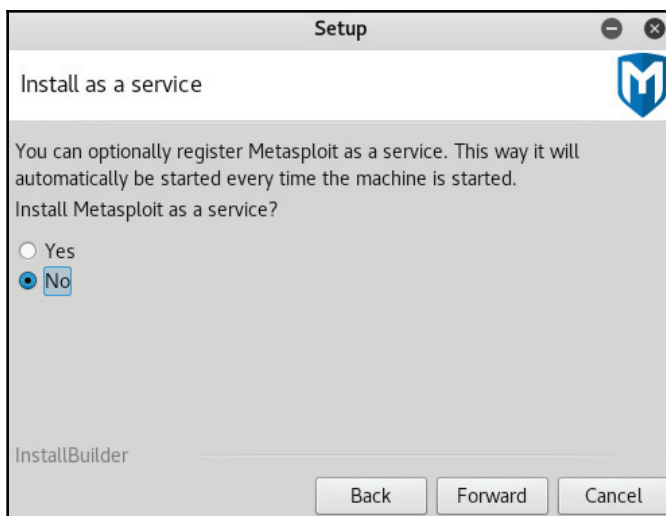 Setup
Install as a service
You can optionally register Metasploit as a service. This way it will
automatically be started every time the machine is started.
Install Metasploit as a service?
Yes
No
InstallBuilder
Back
Forward
Cancel